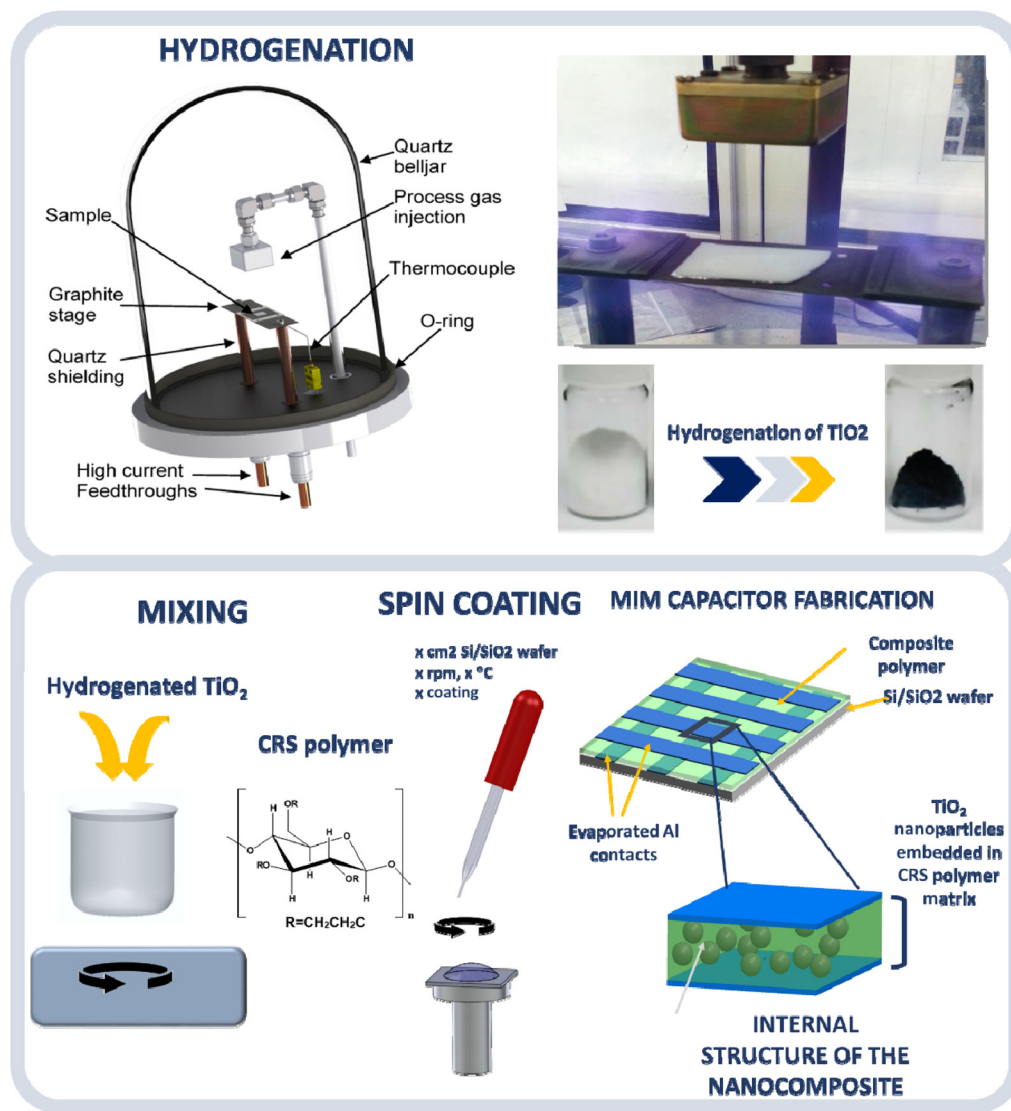 HYDROGENATION
Quartz
belljar
Process gas
injection
Sample
Thermocouple
Graphite
stage
O-ring
Quartz
shielding
High current
Feedthroughs
Hydrogenation of TiO2
MIXING
Hydrogenated TiO₂
CRS polymer
OR
H
H
O
O
RO
H
OR
O
H
H
H
n
R=CH₂CH₂C
SPIN COATING
x cm2 Si/SiO2 wafer
x rpm, x °C
x coating
MIM CAPACITOR FABRICATION
Composite
polymer
Si/SiO2 wafer
Evaporated Al
contacts
TiO₂
nanoparticles
embedded in
CRS polymer
matrix
INTERNAL
STRUCTURE OF THE
NANOCOMPOSITE